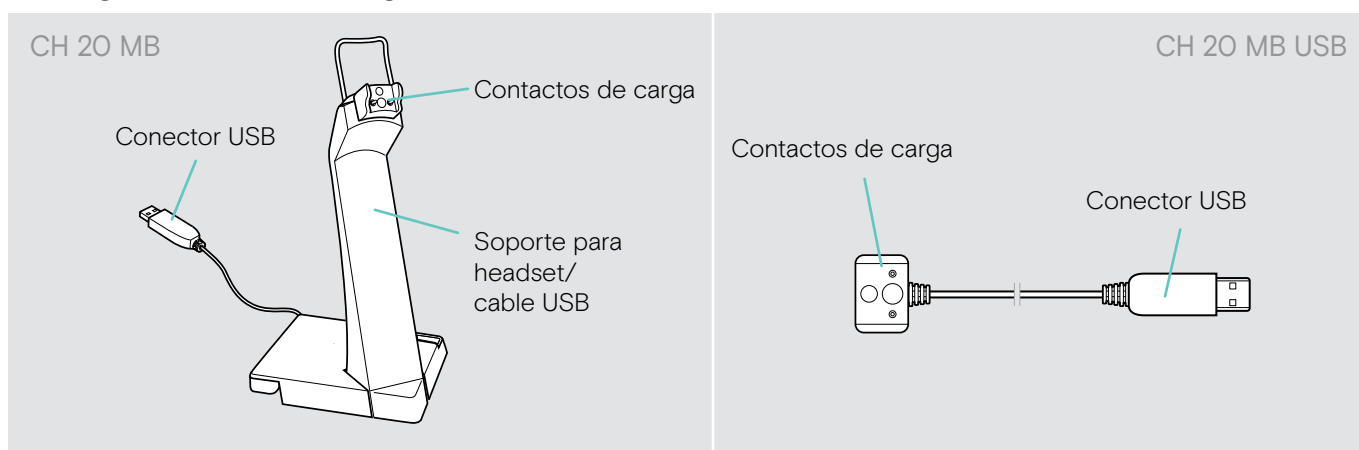 CH 20 MB
Contactos de carga
Conector USB
Soporte para
headset/
cable USB
CH 20 MB USB
Contactos de carga
Conector USB